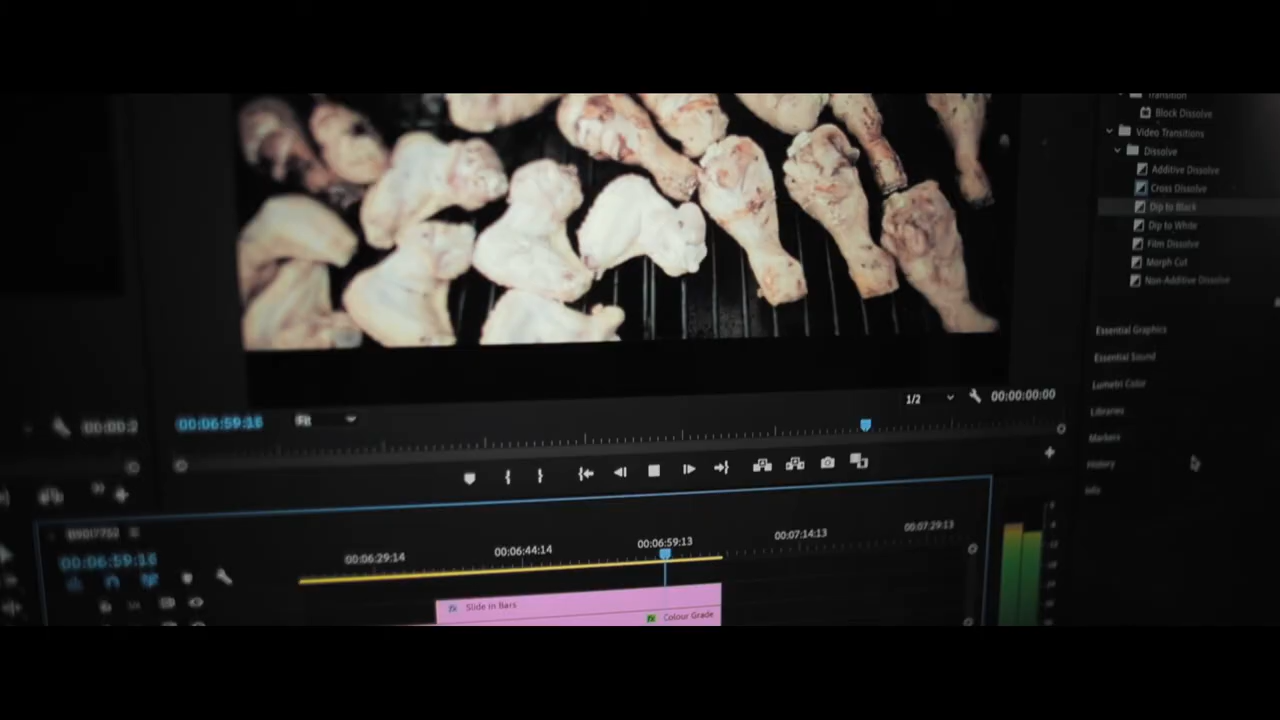 Transition
Block Dissolve
Video Transitions
Dissolve
Additive Dissolve
Cross Dissolve
Dip to Black
Dip to White
Film Dissolve
Morph Cut
Non-Additive Dissolve
Essential Graphics
Essential Sound
Lumetri Color
Libraries
Markers
History
Info
00:00:2
00:06:59:16
Fit
1/2
00:00:00:00
00:06:59:16
00:06:29:14
00:06:44:14
00:06:59:13
00:07:14:13
00:07:29:13
Slide in Bars
Colour Grade